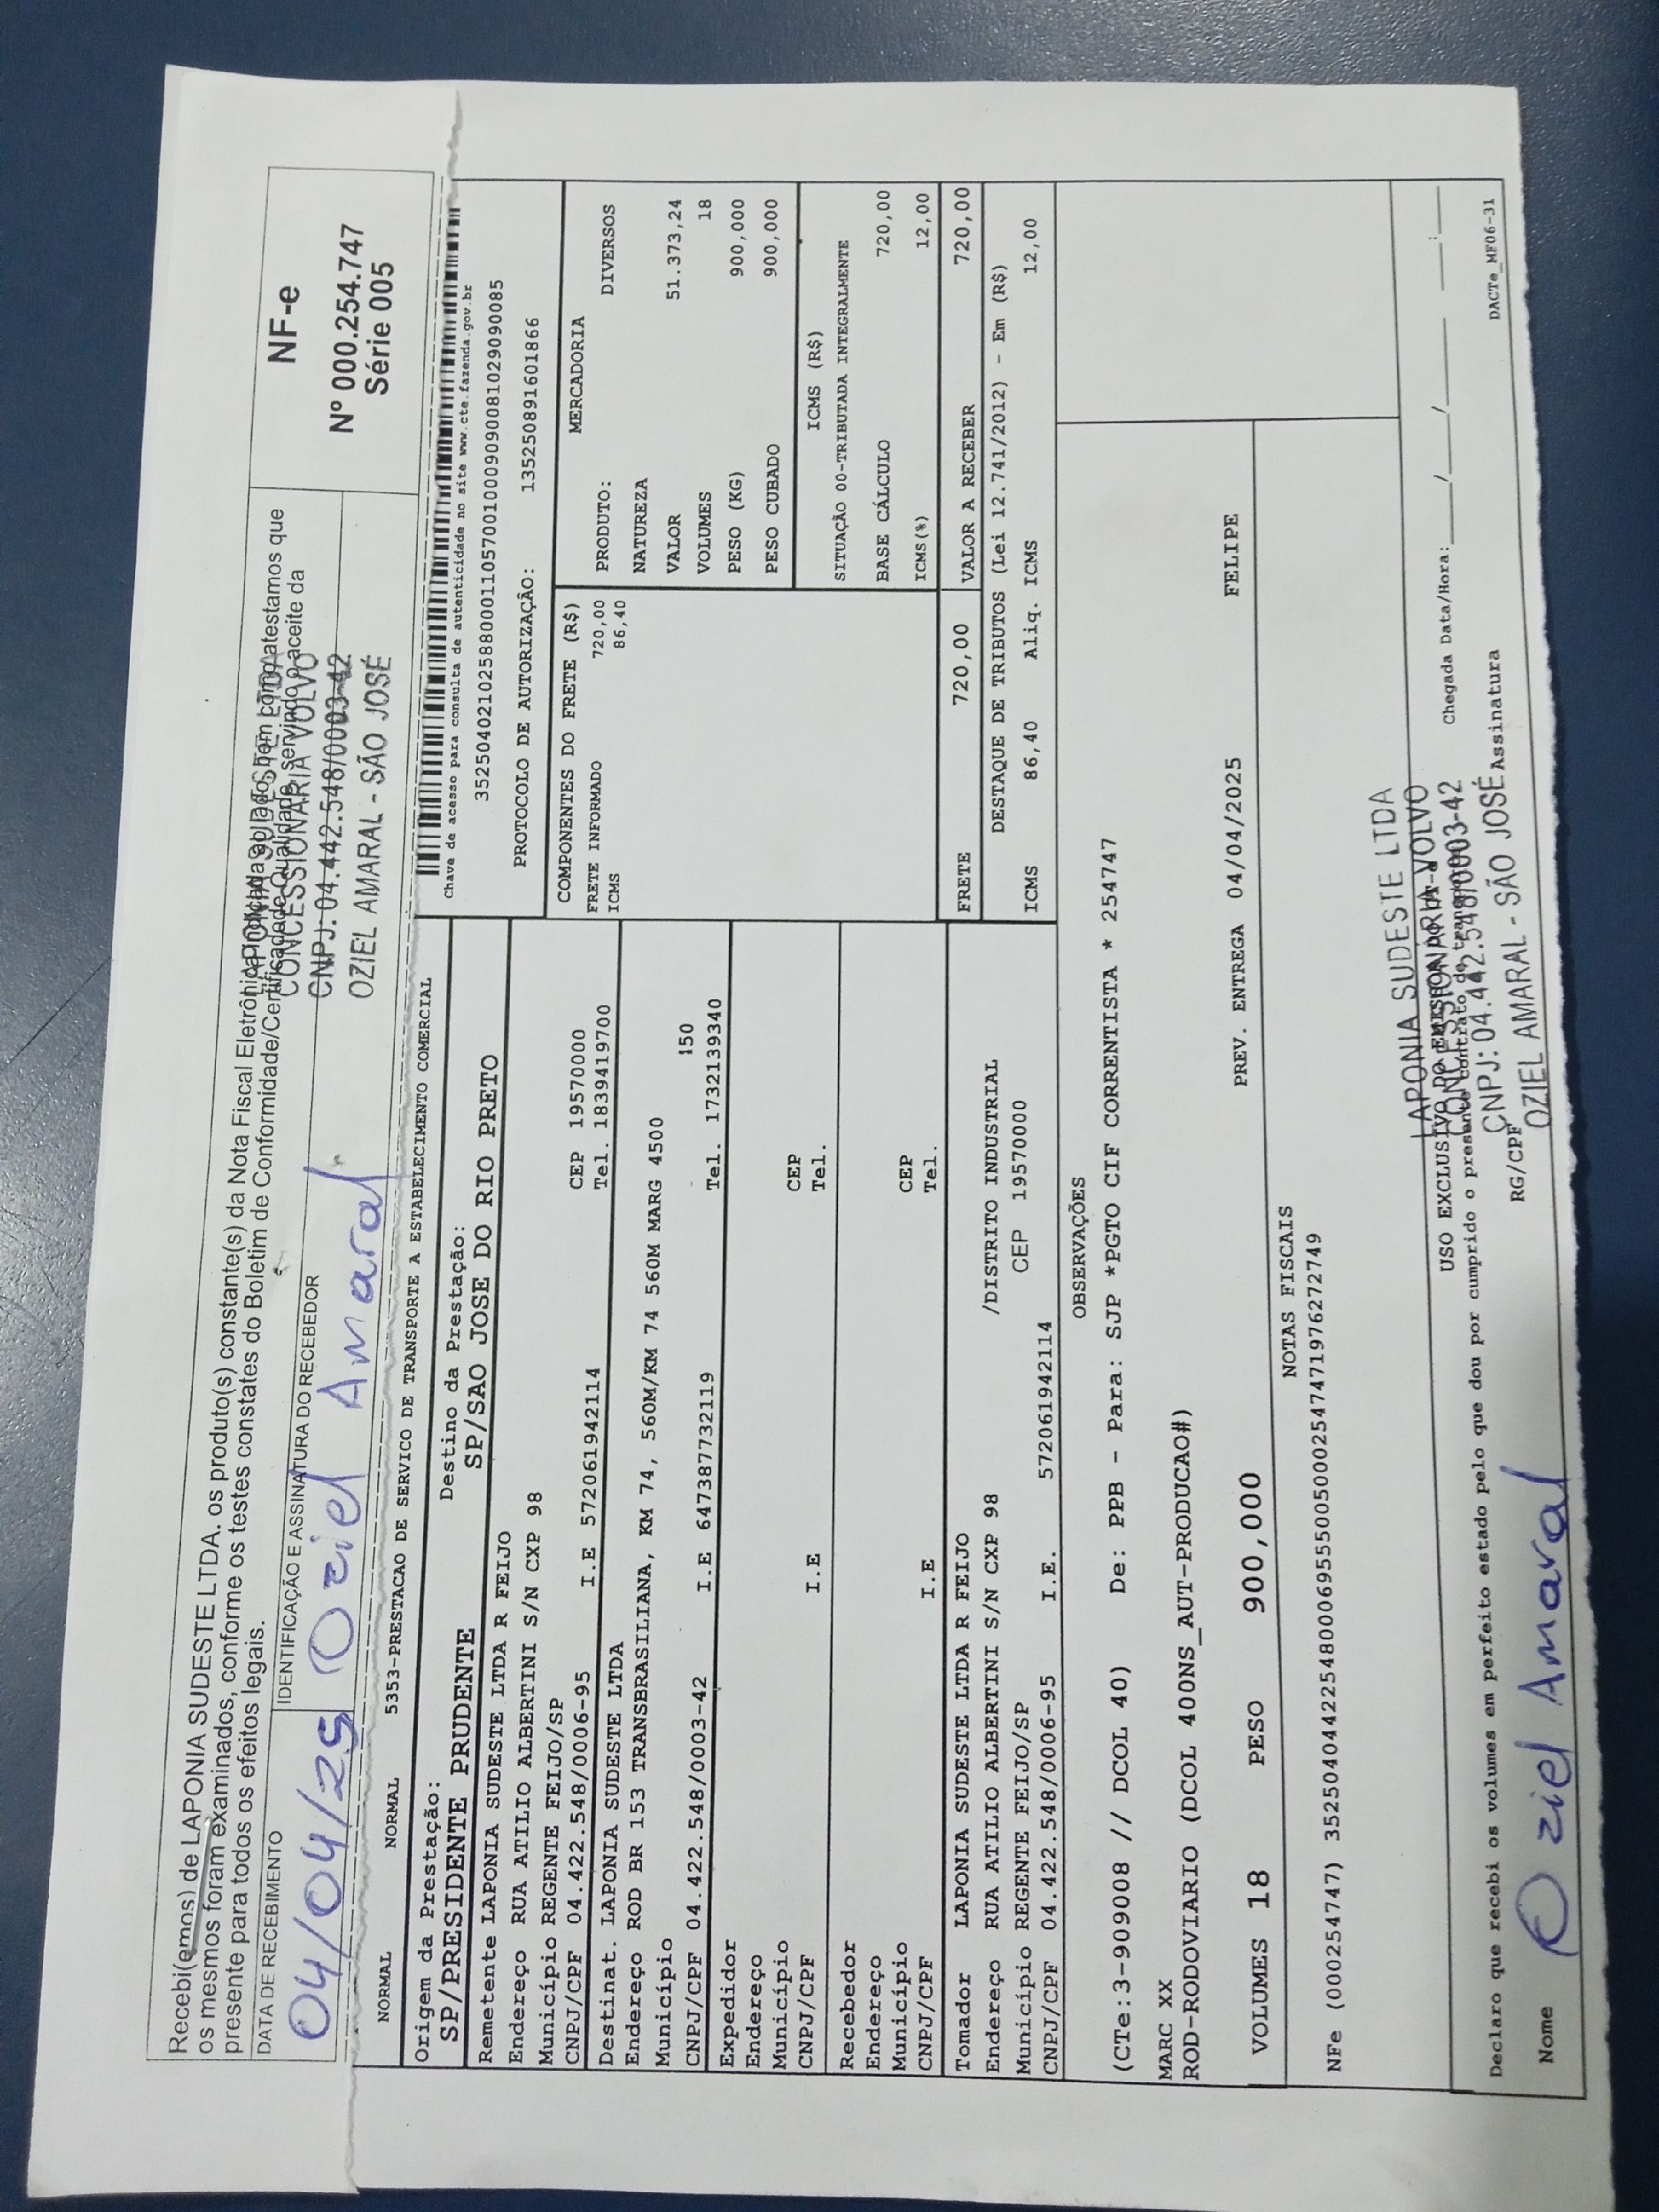 Recebi(emos) de LAPONIA SUDESTE LTDA. os produto(s) constante(s) da Nota Fiscal Eletrônica indicada ao lado, bem como atestamos que
os mesmos foram examinados, conforme os testes constates do Boletim de Conformidade/Certificado de Qualidade, servindo o aceite da
presente para todos os efeitos legais.
DATA DE RECEBIMENTO
04/04/25
IDENTIFICAÇÃO E ASSINATURA DO RECEBEDOR
Oziel Amaral
CONCESSIONARIA VOLVO
CNPJ: 04.442.548/0003-42
OZIEL AMARAL - SÃO JOSÉ
NF-e
Nº 000.254.747
Série 005
NORMAL NORMAL 5353-PRESTACAO DE SERVICO DE TRANSPORTE A ESTABELECIMENTO COMERCIAL
Chave de acesso para consulta de autenticidade no site www.cte.fazenda.gov.br
PROTOCOLO DE AUTORIZAÇÃO: 135250891601866
Origem da Prestação: Destino da Prestação:
SP/PRESIDENTE PRUDENTE SP/SAO JOSE DO RIO PRETO
Remetente LAPONIA SUDESTE LTDA R FEIJO
Endereço RUA ATILIO ALBERTINI S/N CXP 98
Município REGENTE FEIJO/SP CEP 19570000
CNPJ/CPF 04.422.548/0006-95 I.E 572061942114 Tel. 1839419700
Destinat. LAPONIA SUDESTE LTDA
Endereço ROD BR 153 TRANSBRASILIANA, KM 74, 560M/KM 74 560M MARG 4500
Município 150
CNPJ/CPF 04.422.548/0003-42 I.E 647387732119 Tel. 1732139340
Expedidor
Endereço
Município CEP
CNPJ/CPF I.E Tel.
Recebedor
Endereço
Município CEP
CNPJ/CPF I.E Tel.
Tomador LAPONIA SUDESTE LTDA R FEIJO
Endereço RUA ATILIO ALBERTINI S/N CXP 98 /DISTRITO INDUSTRIAL
Município REGENTE FEIJO/SP CEP 19570000
CNPJ/CPF 04.422.548/0006-95 I.E. 572061942114
COMPONENTES DO FRETE (R$)
FRETE INFORMADO 720,00
ICMS 86,40
MERCADORIA
PRODUTO: DIVERSOS
NATUREZA
VALOR 51.373,24
VOLUMES 18
PESO (KG) 900,000
PESO CUBADO 900,000
ICMS (R$)
SITUAÇÃO 00-TRIBUTADA INTEGRALMENTE
BASE CÁLCULO 720,00
ICMS(%) 12,00
FRETE 720,00 VALOR A RECEBER 720,00
DESTAQUE DE TRIBUTOS (Lei 12.741/2012) - Em (R$)
ICMS 86,40 Aliq. ICMS 12,00
OBSERVAÇÕES
(CTe:3-909008 // DCOL 40) De: PPB - Para: SJP *PGTO CIF CORRENTISTA * 254747
MARC XX
ROD-RODOVIARIO (DCOL 400NS_AUT-PRODUCAO#)
VOLUMES 18 PESO 900,000 PREV. ENTREGA 04/04/2025 FELIPE
NOTAS FISCAIS
NFe (000254747)
USO EXCLUSIVO DO EMISSOR DO CT-e
Declaro que recebi os volumes em perfeito estado pelo que dou por cumprido o presente contrato de transporte Chegada Data/Hora: __/__/____ __:__
Nome Oziel Amaral RG/CPF Assinatura
LAPONIA SUDESTE LTDA
CONCESSIONARIA VOLVO
CNPJ: 04.442.548/0003-42
OZIEL AMARAL - SÃO JOSÉ
DACTe_MF06-31